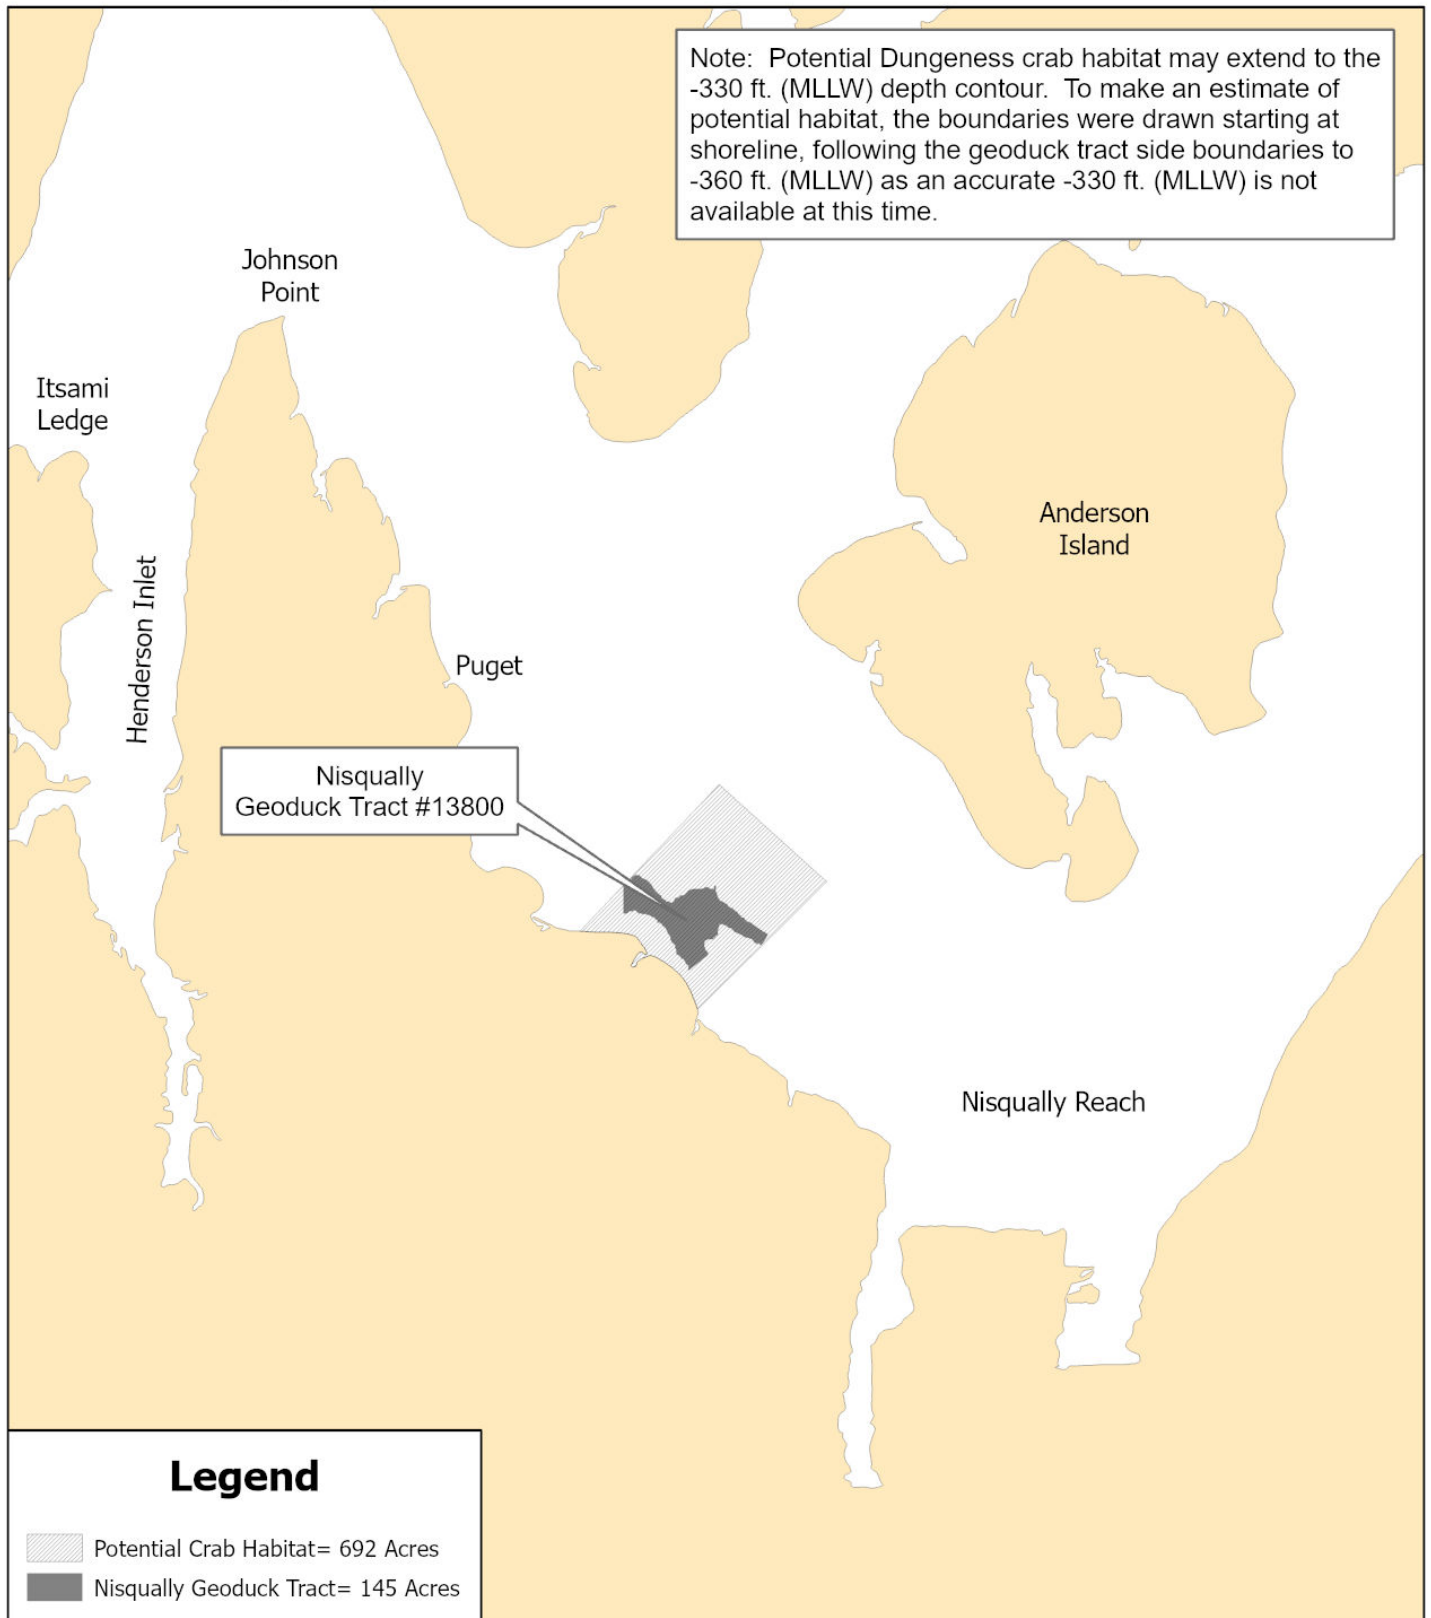 Note:  Potential Dungeness crab habitat may extend to the
-330 ft. (MLLW) depth contour.  To make an estimate of
potential habitat, the boundaries were drawn starting at
shoreline, following the geoduck tract side boundaries to
-360 ft. (MLLW) as an accurate -330 ft. (MLLW) is not
available at this time.
Johnson
Point
Itsami
Ledge
Anderson
Island
Henderson Inlet
Puget
Nisqually
Geoduck Tract #13800
Nisqually Reach
Legend
Potential Crab Habitat= 692 Acres
Nisqually Geoduck Tract= 145 Acres